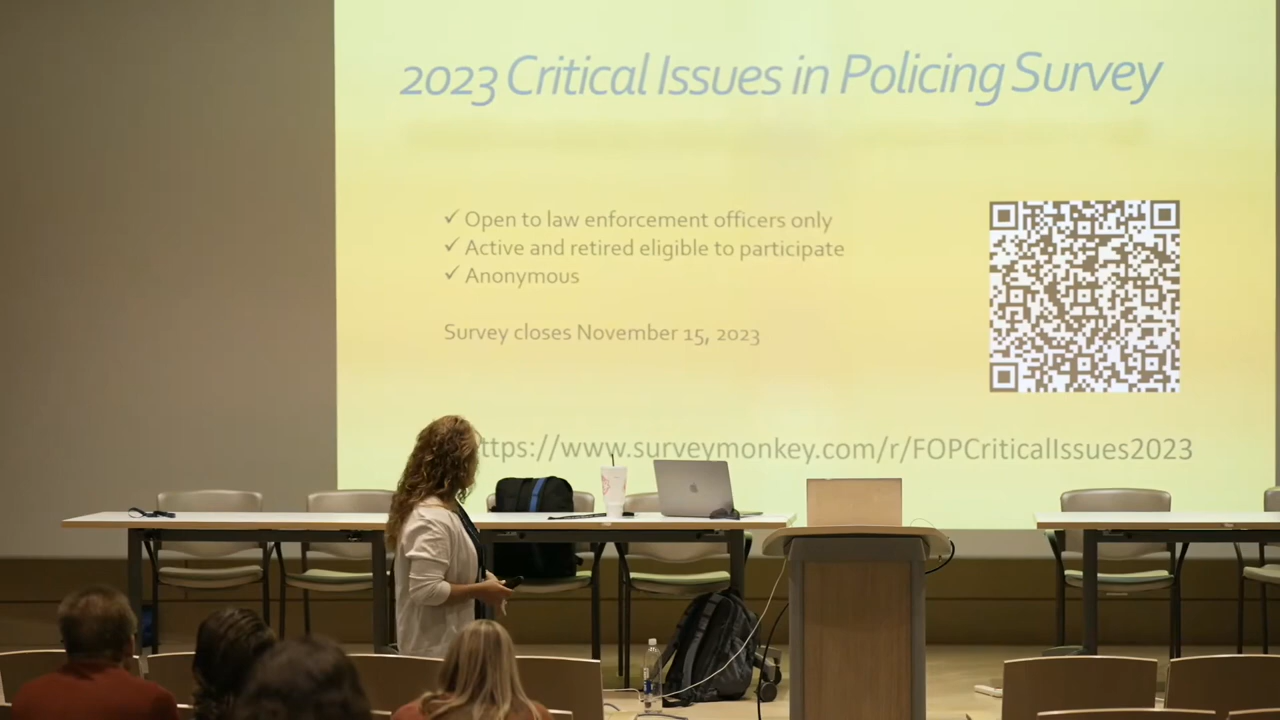 2023 Critical Issues in Policing Survey
✓ Open to law enforcement officers only
✓ Active and retired eligible to participate
✓ Anonymous
Survey closes November 15, 2023
ttps://www.surveymonkey.com/r/FOPCriticalIssues2023